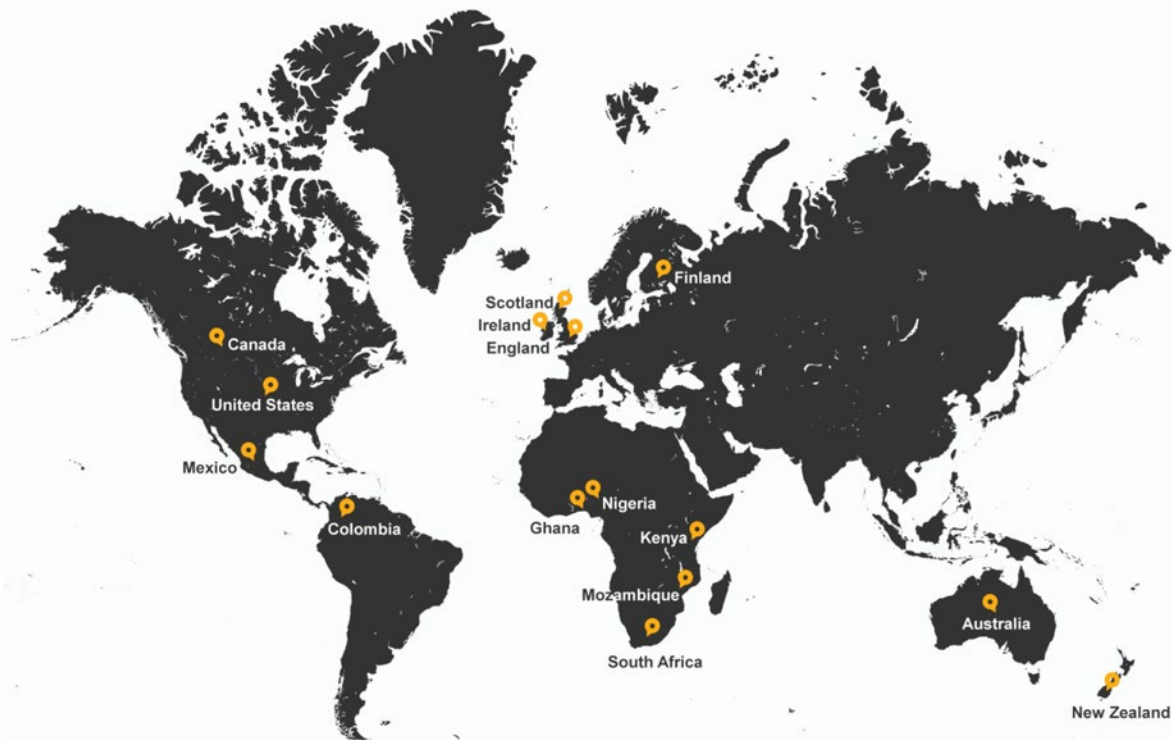 Finland
Scotland
Ireland
England
Canada
United States
Mexico
Colombia
Nigeria
Ghana
Kenya
Mozambique
Australia
South Africa
New Zealand